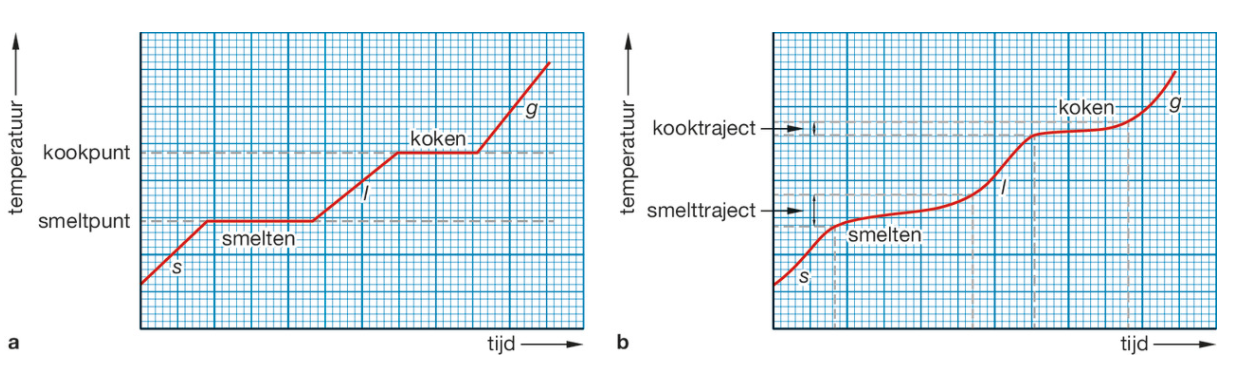 temperatuur
kookpunt
smeltpunt
koken
smelten
s
l
g
a
tijd
temperatuur
kooktraject
smelttraject
koken
smelten
s
l
g
b
tijd